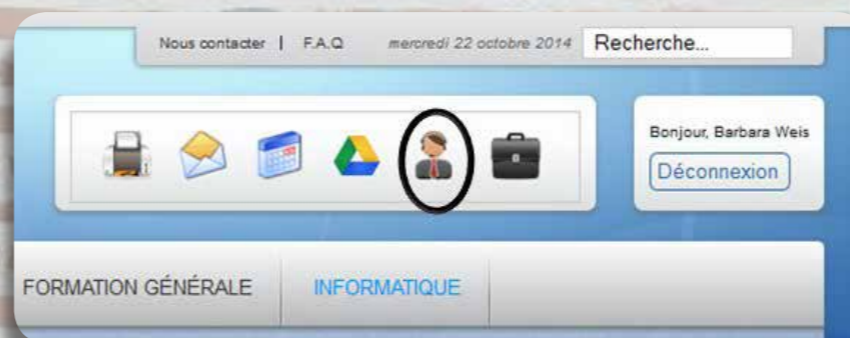 Nous contacter | F.A.Q mercredi 22 octobre 2014 Recherche...
Bonjour, Barbara Weis
Déconnexion
FORMATION GÉNÉRALE INFORMATIQUE